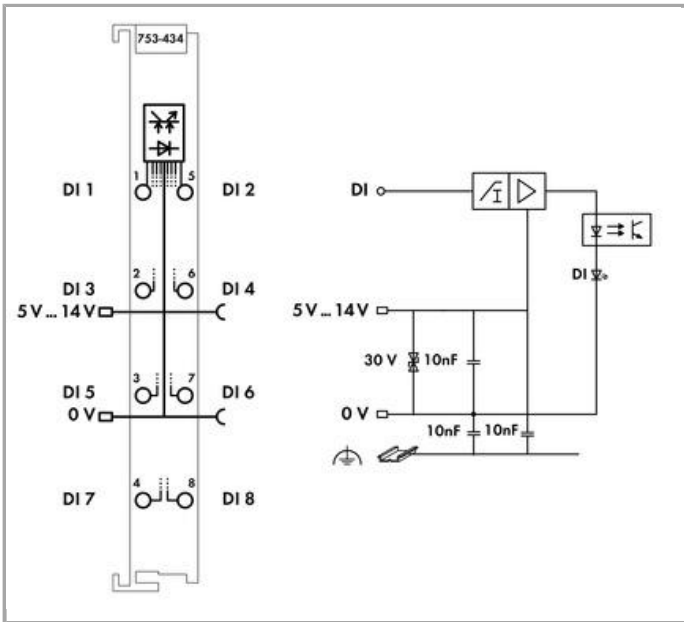 753-434
1 5
DI 1 DI 2
2 6
DI 3 DI 4
5 V ... 14 V
3 7
DI 5 DI 6
0 V
4 8
DI 7 DI 8
DI
DI
5 V ... 14 V
30 V 10nF
0 V
10nF 10nF